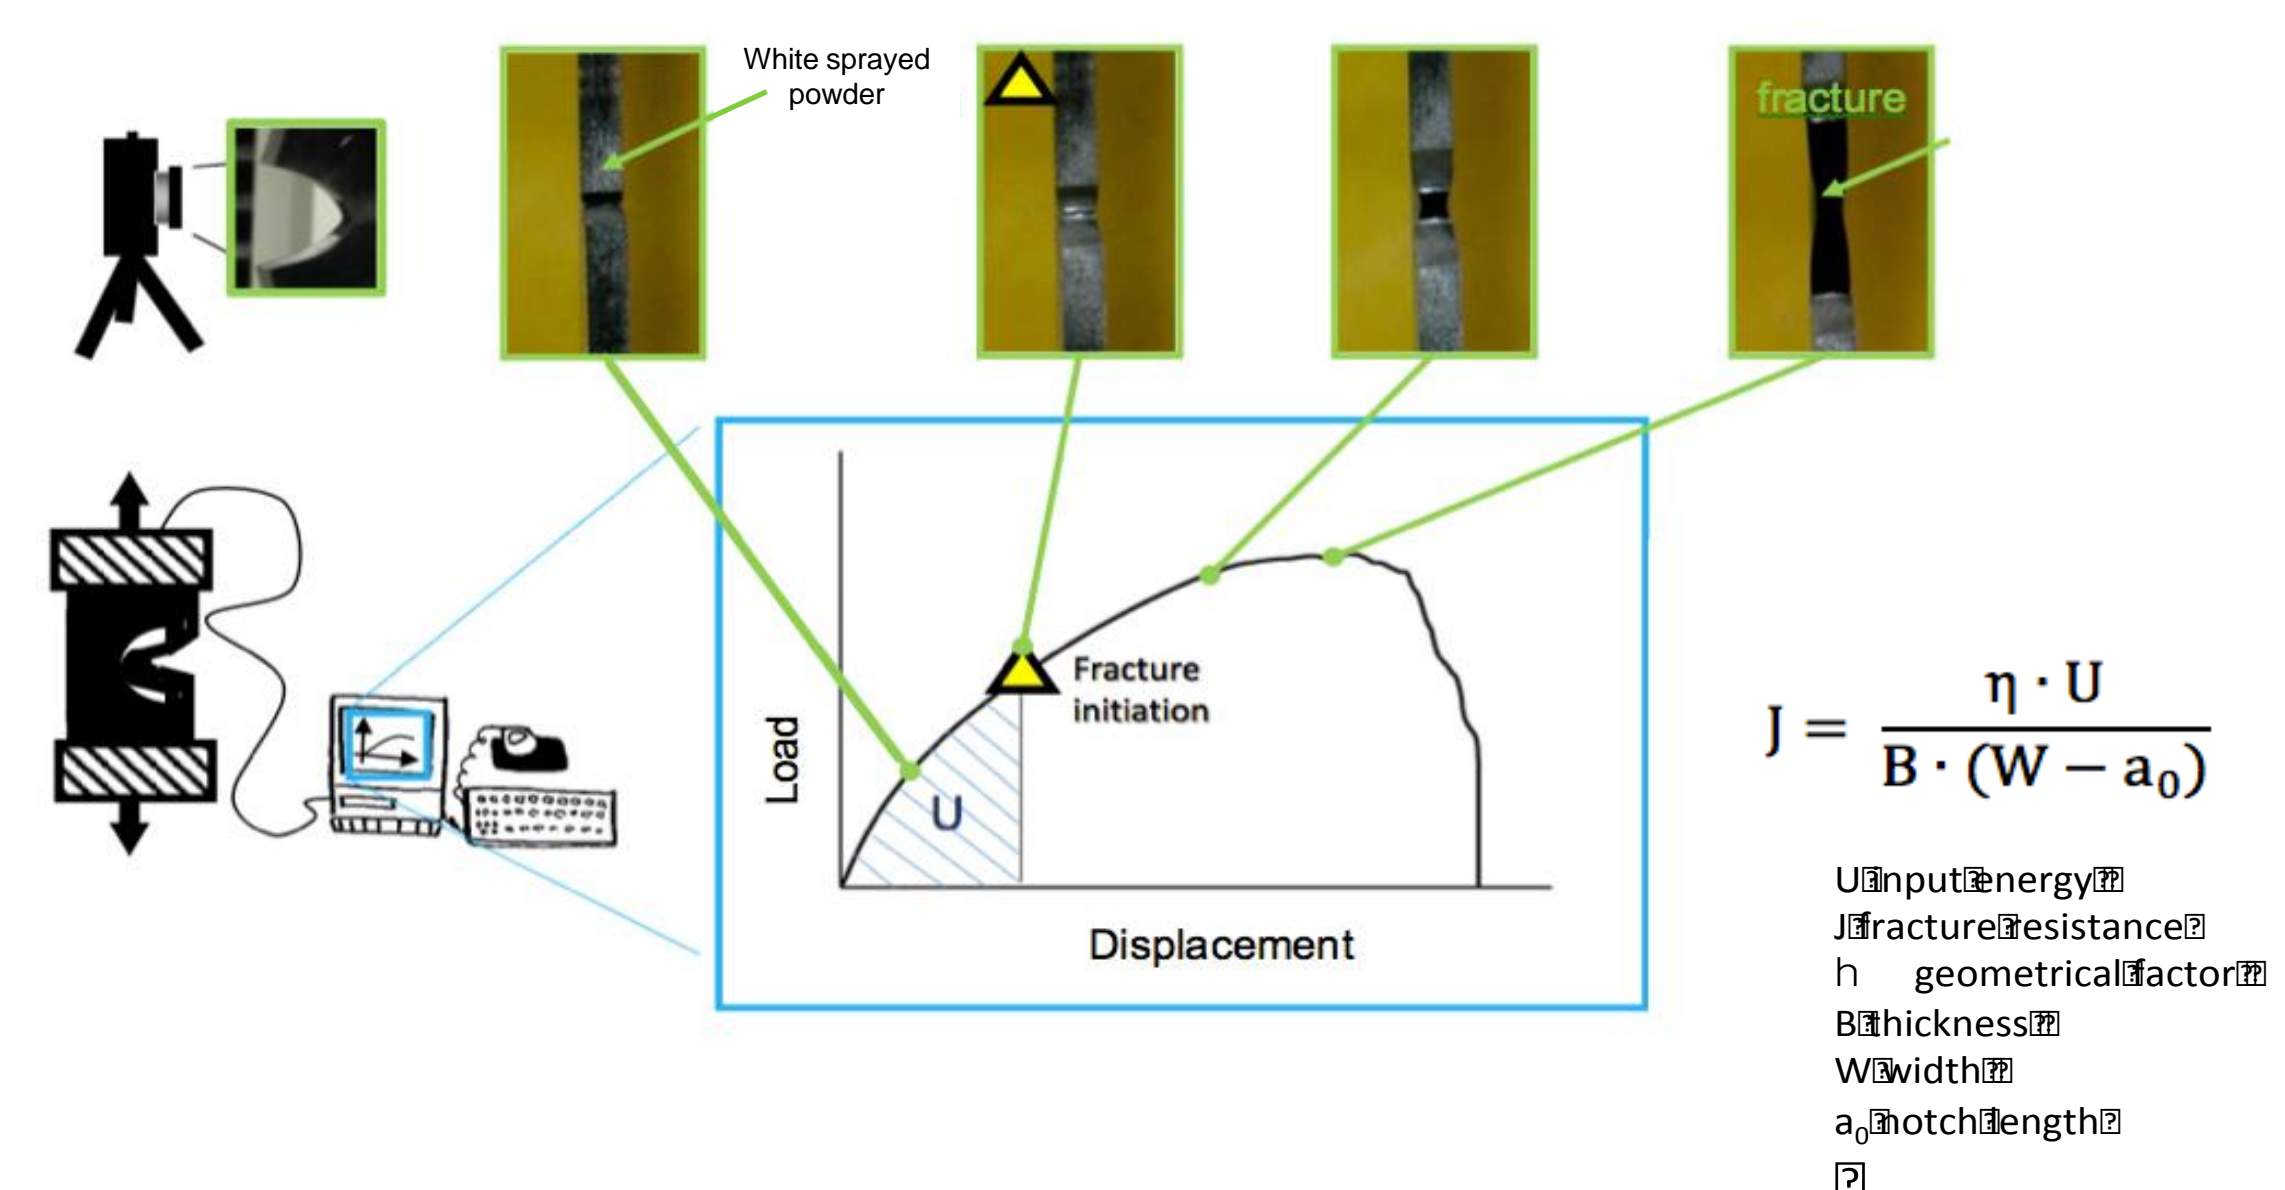 White sprayed
powder
fracture
Fracture
initiation
Load
U
Displacement
J = η · U / B · (W − a₀)
U input energy
J fracture resistance
h geometrical factor
B thickness
W width
a₀ notch length